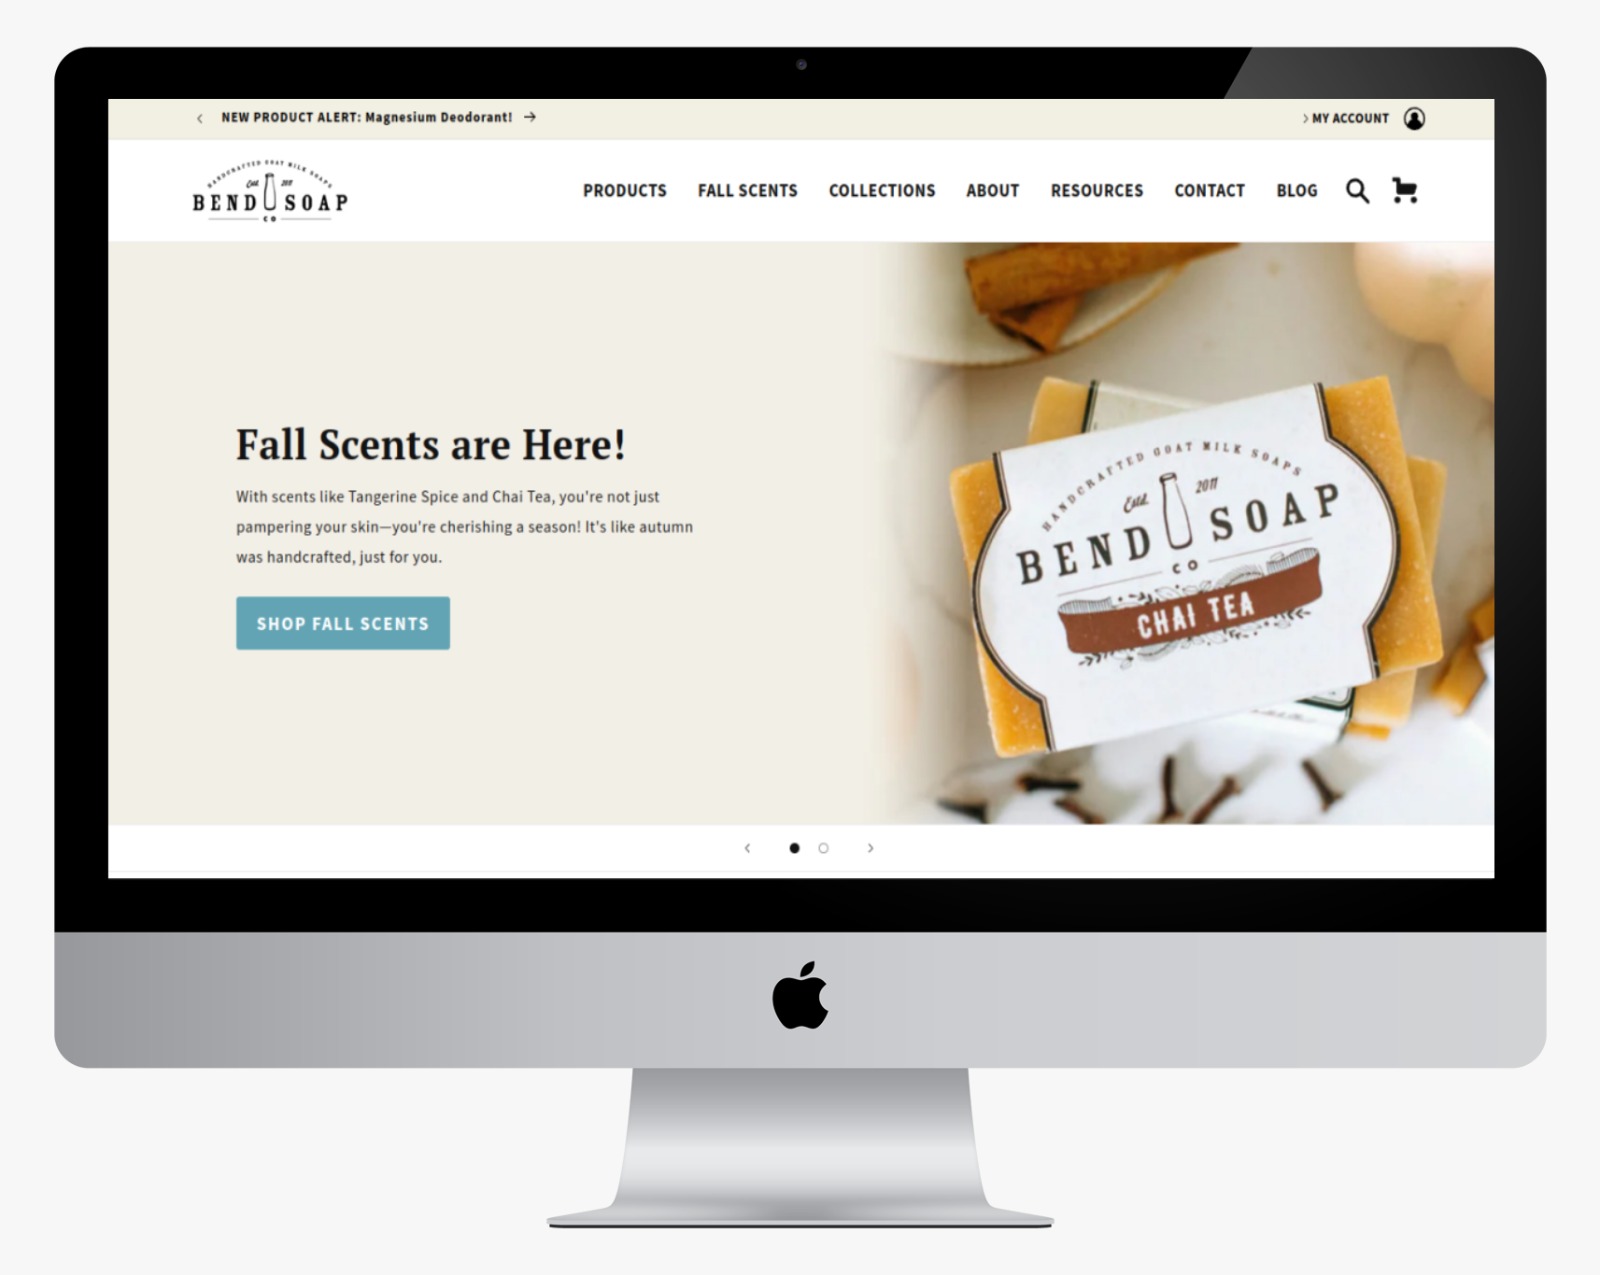 NEW PRODUCT ALERT: Magnesium Deodorant!
MY ACCOUNT
HANDCRAFTED GOAT MILK SOAPS
Estd. 2011
BEND SOAP
CO
PRODUCTS FALL SCENTS COLLECTIONS ABOUT RESOURCES CONTACT BLOG
Fall Scents are Here!
With scents like Tangerine Spice and Chai Tea, you're not just
pampering your skin—you're cherishing a season! It's like autumn
was handcrafted, just for you.
SHOP FALL SCENTS
HANDCRAFTED GOAT MILK SOAPS
Estd. 2011
BEND SOAP
CO
CHAI TEA